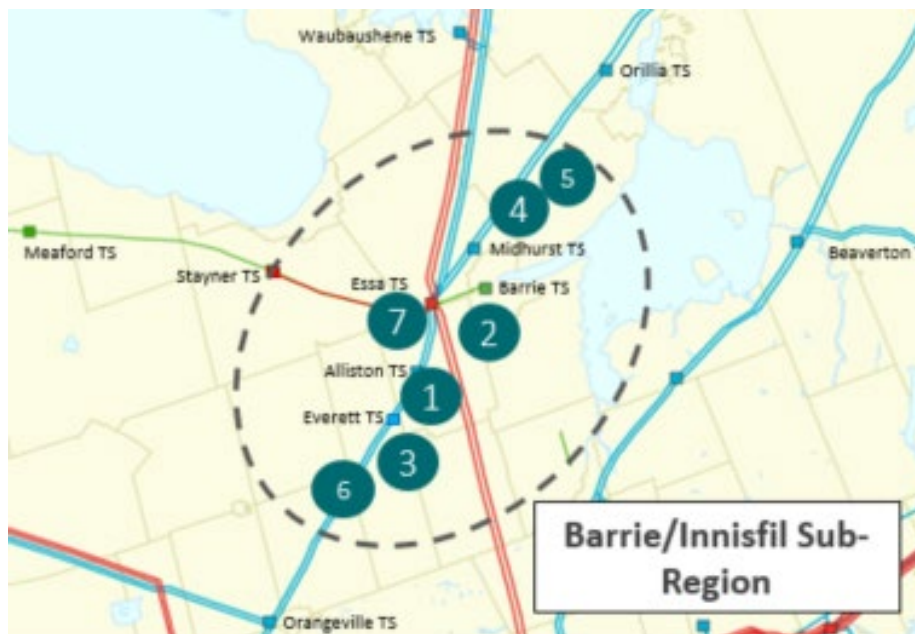 Waubaushene TS
Orillia TS
5
4
Meaford TS
Midhurst TS
Beaverton
Stayner TS
Essa TS
Barrie TS
7
2
Alliston TS
1
Everett TS
3
6
Barrie/Innisfil Sub-
Region
Orangeville TS